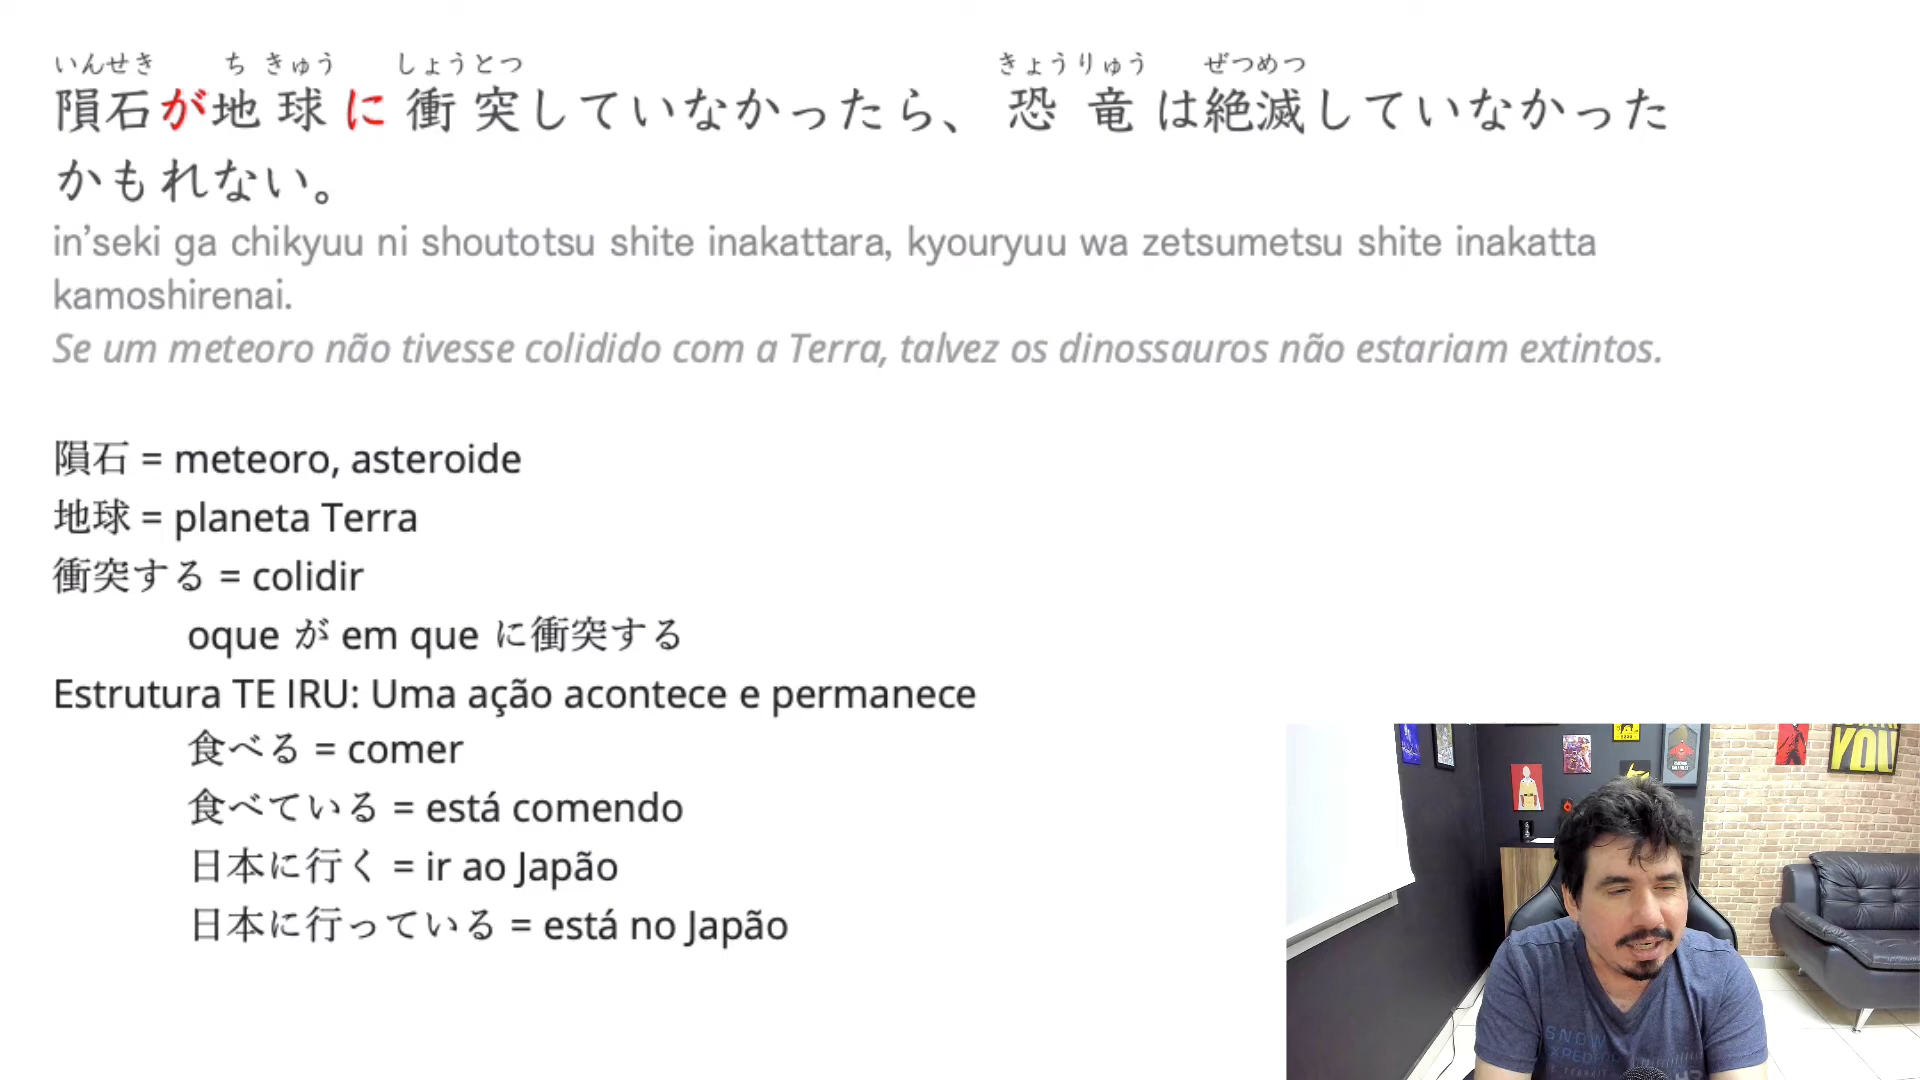 いんせき ち きゅう しょうとつ きょうりゅう ぜつめつ
隕石が地球に衝突していなかったら、恐竜は絶滅していなかった
かもれない。
in'seki ga chikyuu ni shoutotsu shite inakattara, kyouryuu wa zetsumetsu shite inakatta
kamoshirenai.
Se um meteoro não tivesse colidido com a Terra, talvez os dinossauros não estariam extintos.
隕石 = meteoro, asteroide
地球 = planeta Terra
衝突する = colidir
oque が em que に衝突する
Estrutura TE IRU: Uma ação acontece e permanece
食べる = comer
食べている = está comendo
日本に行く = ir ao Japão
日本に行っている = está no Japão
YOU
SNOW